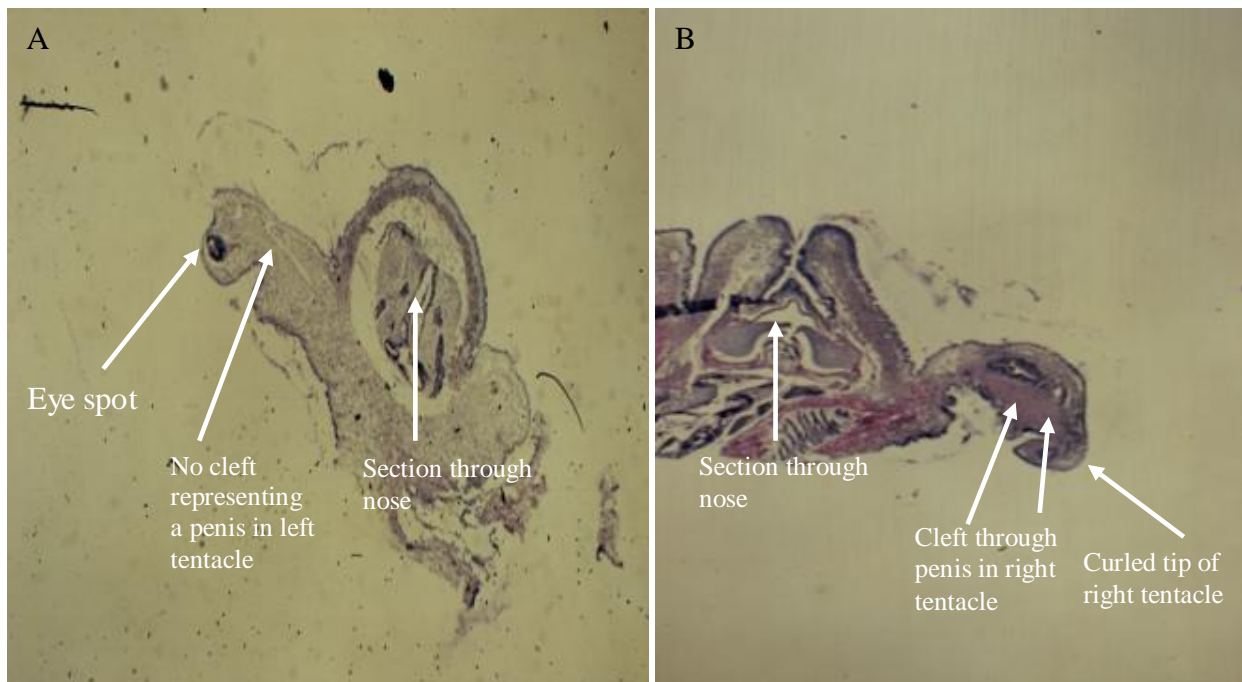 A
Eye spot
No cleft
representing
a penis in left
tentacle
Section through
nose
B
Section through
nose
Cleft through
penis in right
tentacle
Curled tip of
right tentacle